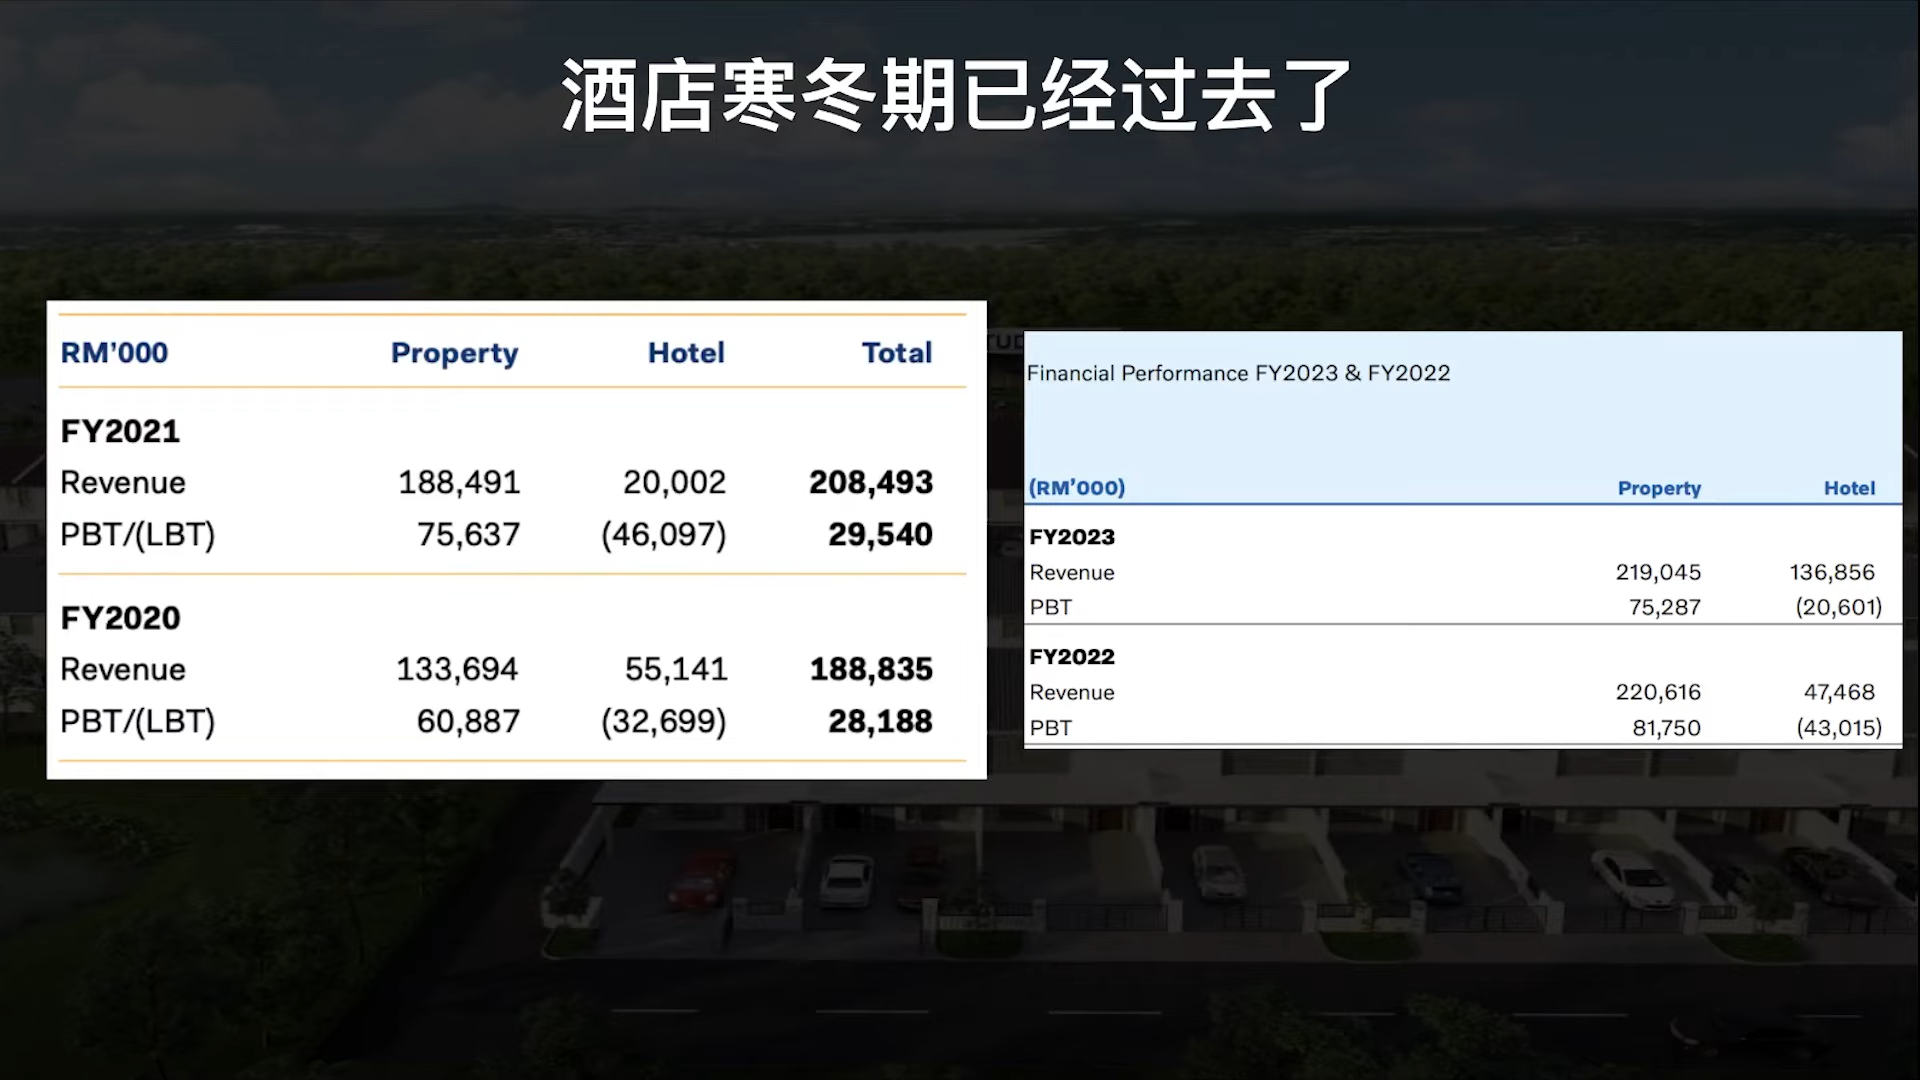 酒店寒冬期已经过去了
RM'000 Property Hotel Total
FY2021
Revenue 188,491 20,002 208,493
PBT/(LBT) 75,637 (46,097) 29,540
FY2020
Revenue 133,694 55,141 188,835
PBT/(LBT) 60,887 (32,699) 28,188
Financial Performance FY2023 & FY2022
(RM'000) Property Hotel
FY2023
Revenue 219,045 136,856
PBT 75,287 (20,601)
FY2022
Revenue 220,616 47,468
PBT 81,750 (43,015)